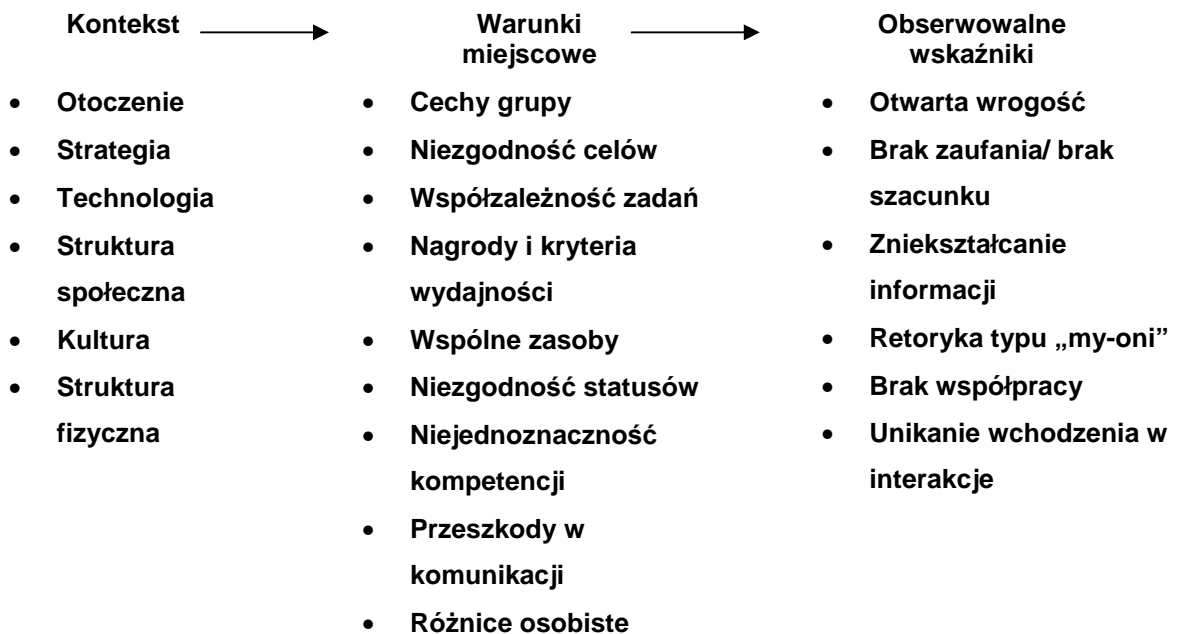 Kontekst
• Otoczenie
• Strategia
• Technologia
• Struktura
społeczna
• Kultura
• Struktura
fizyczna
Warunki
miejscowe
• Cechy grupy
• Niezgodność celów
• Współzależność zadań
• Nagrody i kryteria
wydajności
• Wspólne zasoby
• Niezgodność statusów
• Niejednoznaczność
kompetencji
• Przeszkody w
komunikacji
• Różnice osobiste
Obserwowalne
wskaźniki
• Otwarta wrogość
• Brak zaufania/ brak
szacunku
• Zniekształcanie
informacji
• Retoryka typu „my-oni”
• Brak współpracy
• Unikanie wchodzenia w
interakcje